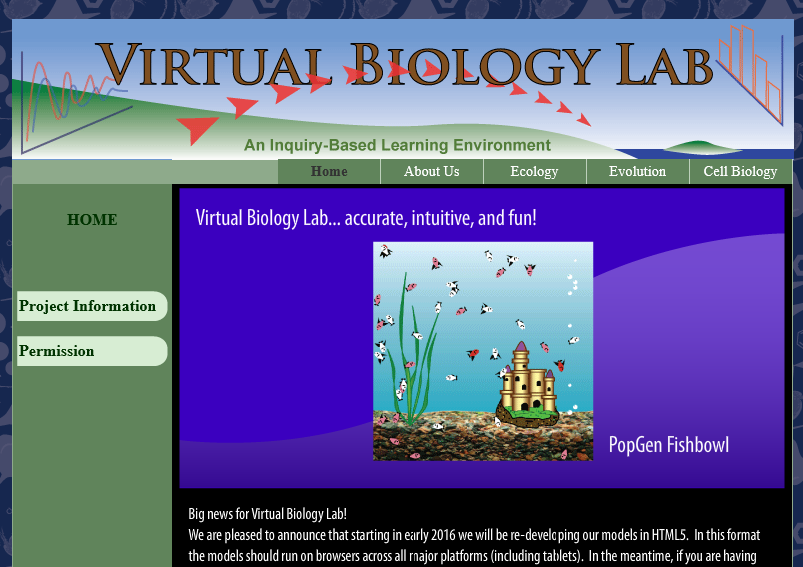 VIRTUAL BIOLOGY LAB
An Inquiry-Based Learning Environment
Home About Us Ecology Evolution Cell Biology
HOME
Project Information
Permission
Virtual Biology Lab... accurate, intuitive, and fun!
PopGen Fishbowl
Big news for Virtual Biology Lab!
We are pleased to announce that starting in early 2016 we will be re-developing our models in HTML5. In this format
the models should run on browsers across all major platforms (including tablets). In the meantime, if you are having